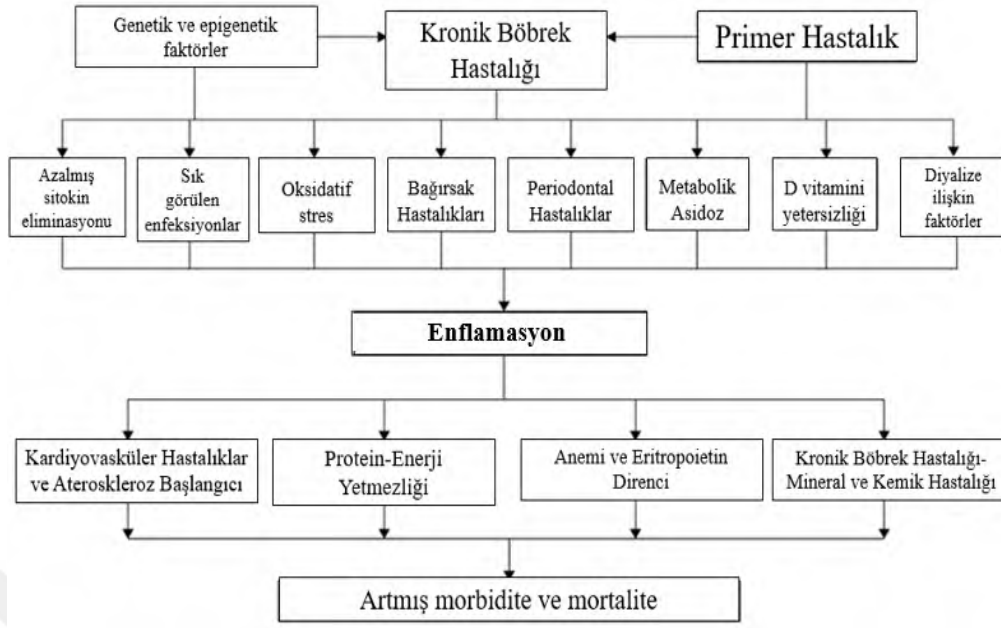 Genetik ve epigenetik
faktörler
Kronik Böbrek
Hastalığı
Primer Hastalık
Azalmış
sitokin
eliminasyonu
Sık
görülen
enfeksiyonlar
Oksidatif
stres
Bağırsak
Hastalıkları
Periodontal
Hastalıklar
Metabolik
Asidoz
D vitamini
yetersizliği
Diyalize
ilişkin
faktörler
Enflamasyon
Kardiyovasküler Hastalıklar
ve Ateroskleroz Başlangıcı
Protein-Enerji
Yetmezliği
Anemi ve Eritropoietin
Direnci
Kronik Böbrek Hastalığı-
Mineral ve Kemik Hastalığı
Artmış morbidite ve mortalite